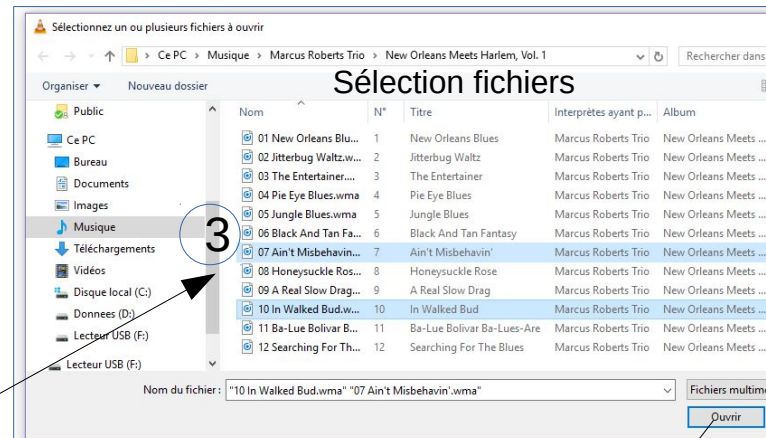 Sélectionnez un ou plusieurs fichiers à ouvrir
Ce PC > Musique > Marcus Roberts Trio > New Orleans Meets Harlem, Vol. 1 Rechercher dans
Organiser Nouveau dossier
Sélection fichiers
Nom N° Titre Interprètes ayant p... Album
Public
Ce PC
Bureau
Documents
Images
Musique
Téléchargements
Vidéos
Disque local (C:)
Donnees (D:)
Lecteur USB (F:)
Lecteur USB (F:)
3
01 New Orleans Blu... 1 New Orleans Blues Marcus Roberts Trio New Orleans Meets ...
02 Jitterbug Waltz.w... 2 Jitterbug Waltz Marcus Roberts Trio New Orleans Meets ...
03 The Entertainer.... 3 The Entertainer Marcus Roberts Trio New Orleans Meets ...
04 Pie Eye Blues.wma 4 Pie Eye Blues Marcus Roberts Trio New Orleans Meets ...
05 Jungle Blues.wma 5 Jungle Blues Marcus Roberts Trio New Orleans Meets ...
06 Black And Tan Fa... 6 Black And Tan Fantasy Marcus Roberts Trio New Orleans Meets ...
07 Ain't Misbehavin... 7 Ain't Misbehavin' Marcus Roberts Trio New Orleans Meets ...
08 Honeysuckle Ros... 8 Honeysuckle Rose Marcus Roberts Trio New Orleans Meets ...
09 A Real Slow Drag... 9 A Real Slow Drag Marcus Roberts Trio New Orleans Meets ...
10 In Walked Bud.w... 10 In Walked Bud Marcus Roberts Trio New Orleans Meets ...
11 Ba-Lue Bolivar B... 11 Ba-Lue Bolivar Ba-Lues-Are Marcus Roberts Trio New Orleans Meets ...
12 Searching For Th... 12 Searching For The Blues Marcus Roberts Trio New Orleans Meets ...
Nom du fichier : "10 In Walked Bud.wma" "07 Ain't Misbehavin'.wma" Fichiers multim
Ouvrir